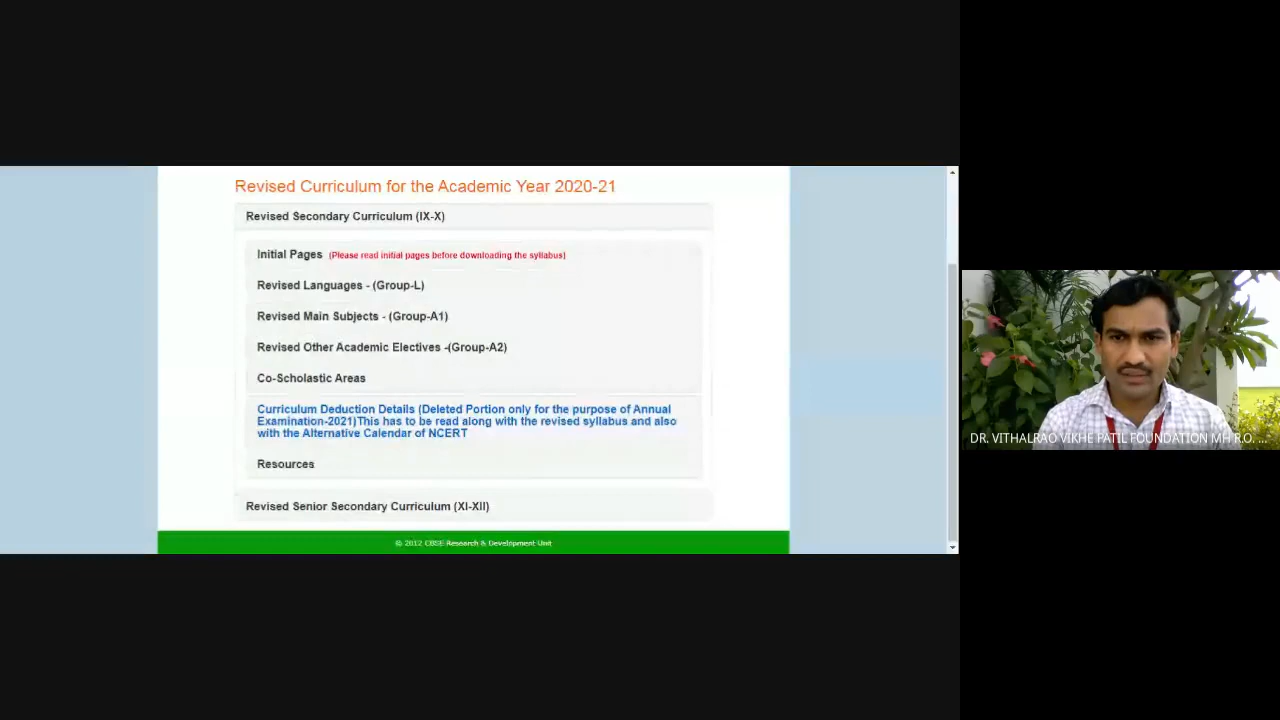 Revised Curriculum for the Academic Year 2020-21
Revised Secondary Curriculum (IX-X)
Initial Pages (Please read initial pages before downloading the syliabus)
Revised Languages - (Group-L)
Revised Main Subjects - (Group-A1)
Revised Other Academic Electives -(Group-A2)
Co-Scholastic Areas
Curriculum Deduction Details (Deleted Portion only for the purpose of Annual
Examination-2021)This has to be read along with the revised syllabus and also
with the Alternative Calendar of NCERT
Resources
Revised Senior Secondary Curriculum (XI-XII)
© 2012 CBSE Research & Development Unit
DR. VITHALRAO VIKHE PATIL FOUNDATION MH R.O. ...